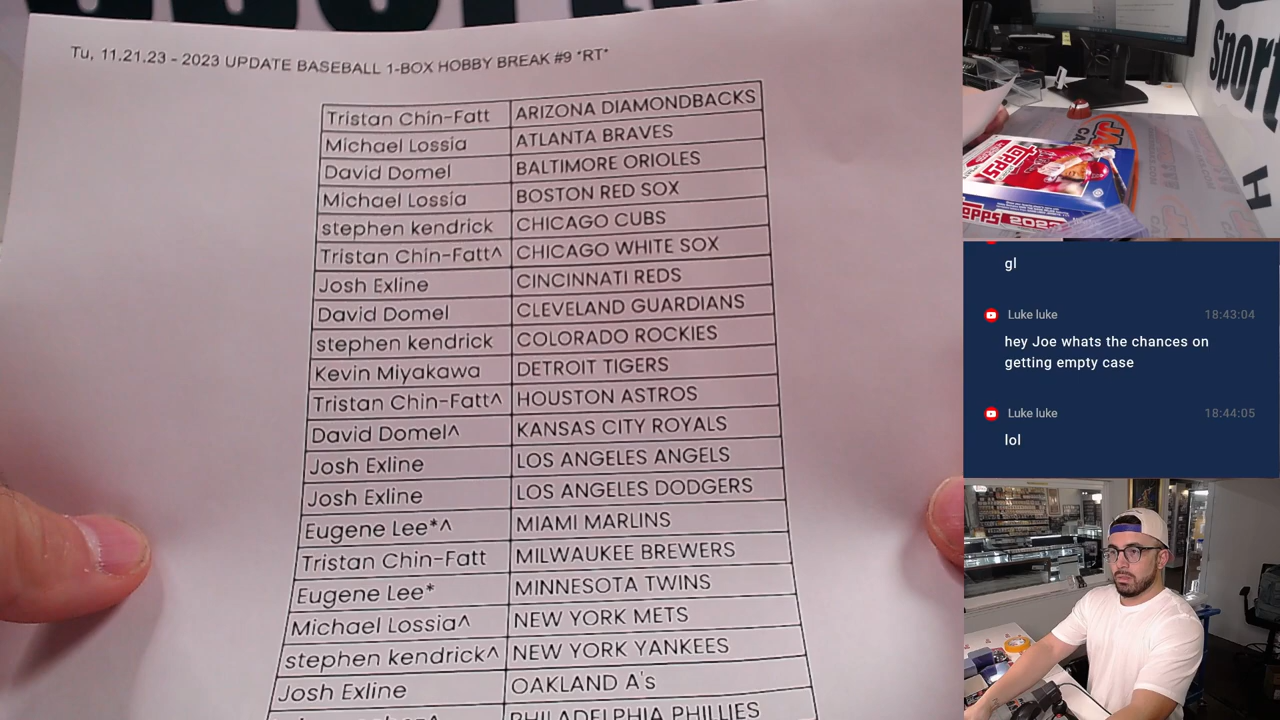 Tu, 11.21.23 - 2023 UPDATE BASEBALL 1-BOX HOBBY BREAK #9 *RT*
Tristan Chin-Fatt ARIZONA DIAMONDBACKS
Michael Lossia ATLANTA BRAVES
David Domel BALTIMORE ORIOLES
Michael Lossia BOSTON RED SOX
stephen kendrick CHICAGO CUBS
Tristan Chin-Fatt^ CHICAGO WHITE SOX
Josh Exline CINCINNATI REDS
David Domel CLEVELAND GUARDIANS
stephen kendrick COLORADO ROCKIES
Kevin Miyakawa DETROIT TIGERS
Tristan Chin-Fatt^ HOUSTON ASTROS
David Domel^ KANSAS CITY ROYALS
Josh Exline LOS ANGELES ANGELS
Josh Exline LOS ANGELES DODGERS
Eugene Lee*^ MIAMI MARLINS
Tristan Chin-Fatt MILWAUKEE BREWERS
Eugene Lee* MINNESOTA TWINS
Michael Lossia^ NEW YORK METS
stephen kendrick^ NEW YORK YANKEES
Josh Exline OAKLAND A's
PHILADELPHIA PHILLIES
Sport
H
TOPPS
TOPPS 2023
gl
Luke luke 18:43:04
hey Joe whats the chances on
getting empty case
Luke luke 18:44:05
lol